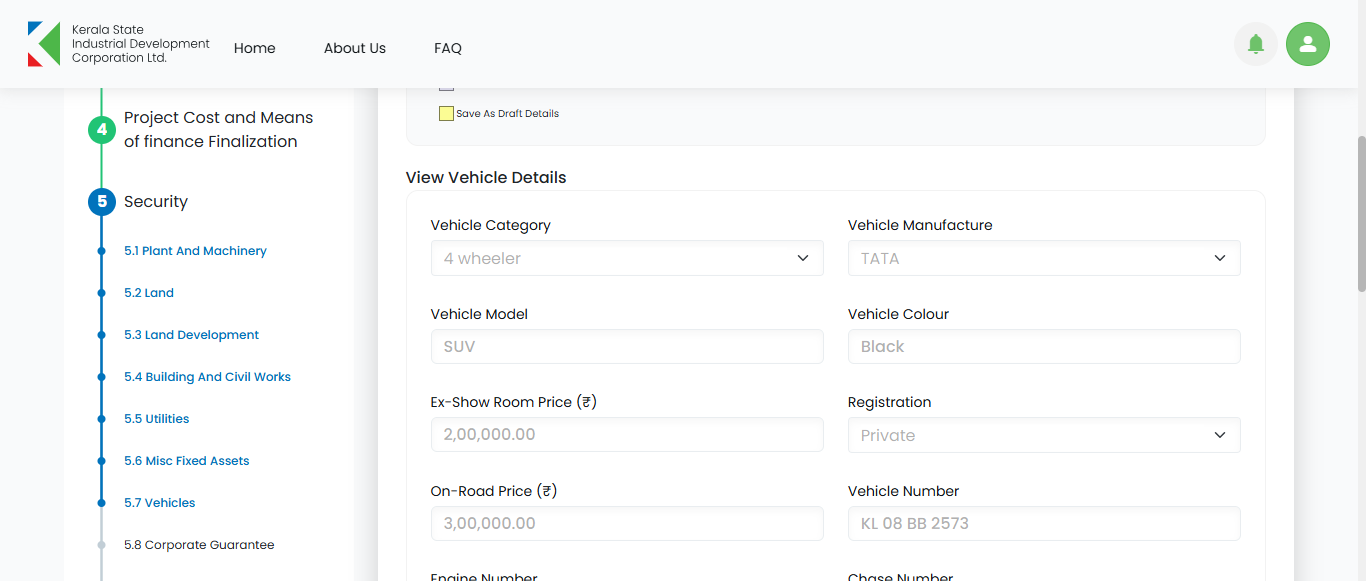 Kerala State
Industrial Development
Corporation Ltd.
Home
About Us
FAQ
4
Project Cost and Means
of finance Finalization
5
Security
5.1 Plant And Machinery
5.2 Land
5.3 Land Development
5.4 Building And Civil Works
5.5 Utilities
5.6 Misc Fixed Assets
5.7 Vehicles
5.8 Corporate Guarantee
Save As Draft Details
View Vehicle Details
Vehicle Category
4 wheeler
Vehicle Manufacture
TATA
Vehicle Model
SUV
Vehicle Colour
Black
Ex-Show Room Price (₹)
2,00,000.00
Registration
Private
On-Road Price (₹)
3,00,000.00
Vehicle Number
KL 08 BB 2573
Engine Number
Chase Number